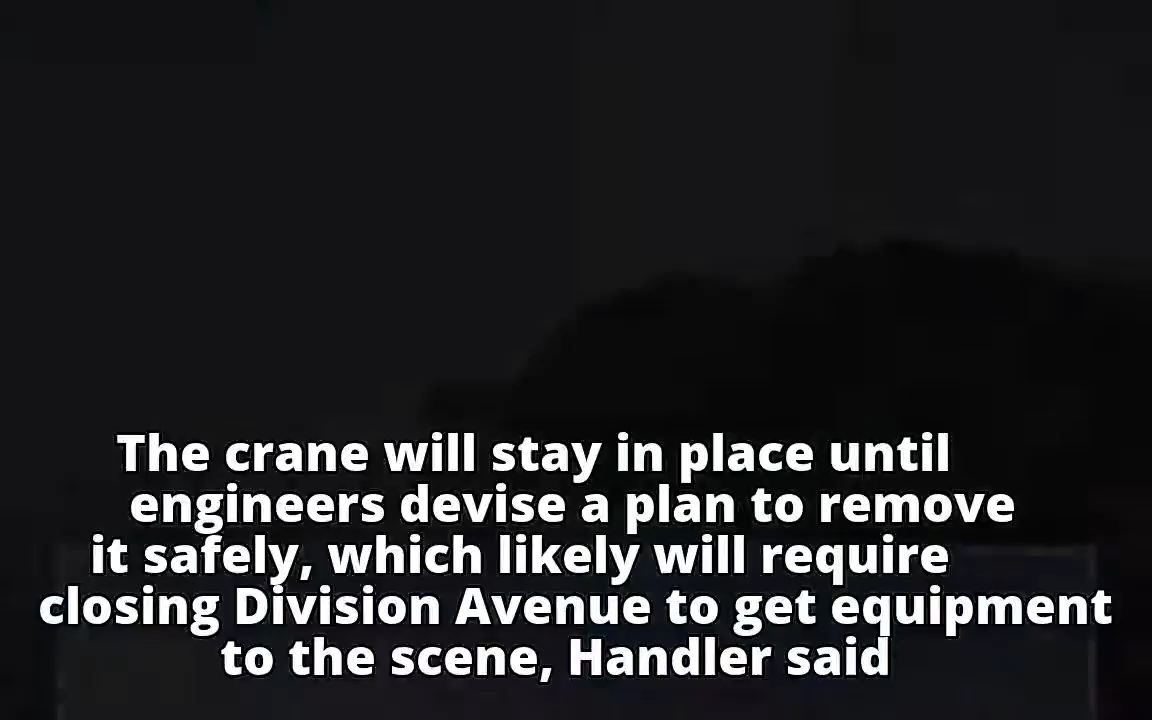 The crane will stay in place until
engineers devise a plan to remove
it safely, which likely will require
closing Division Avenue to get equipment
to the scene, Handler said